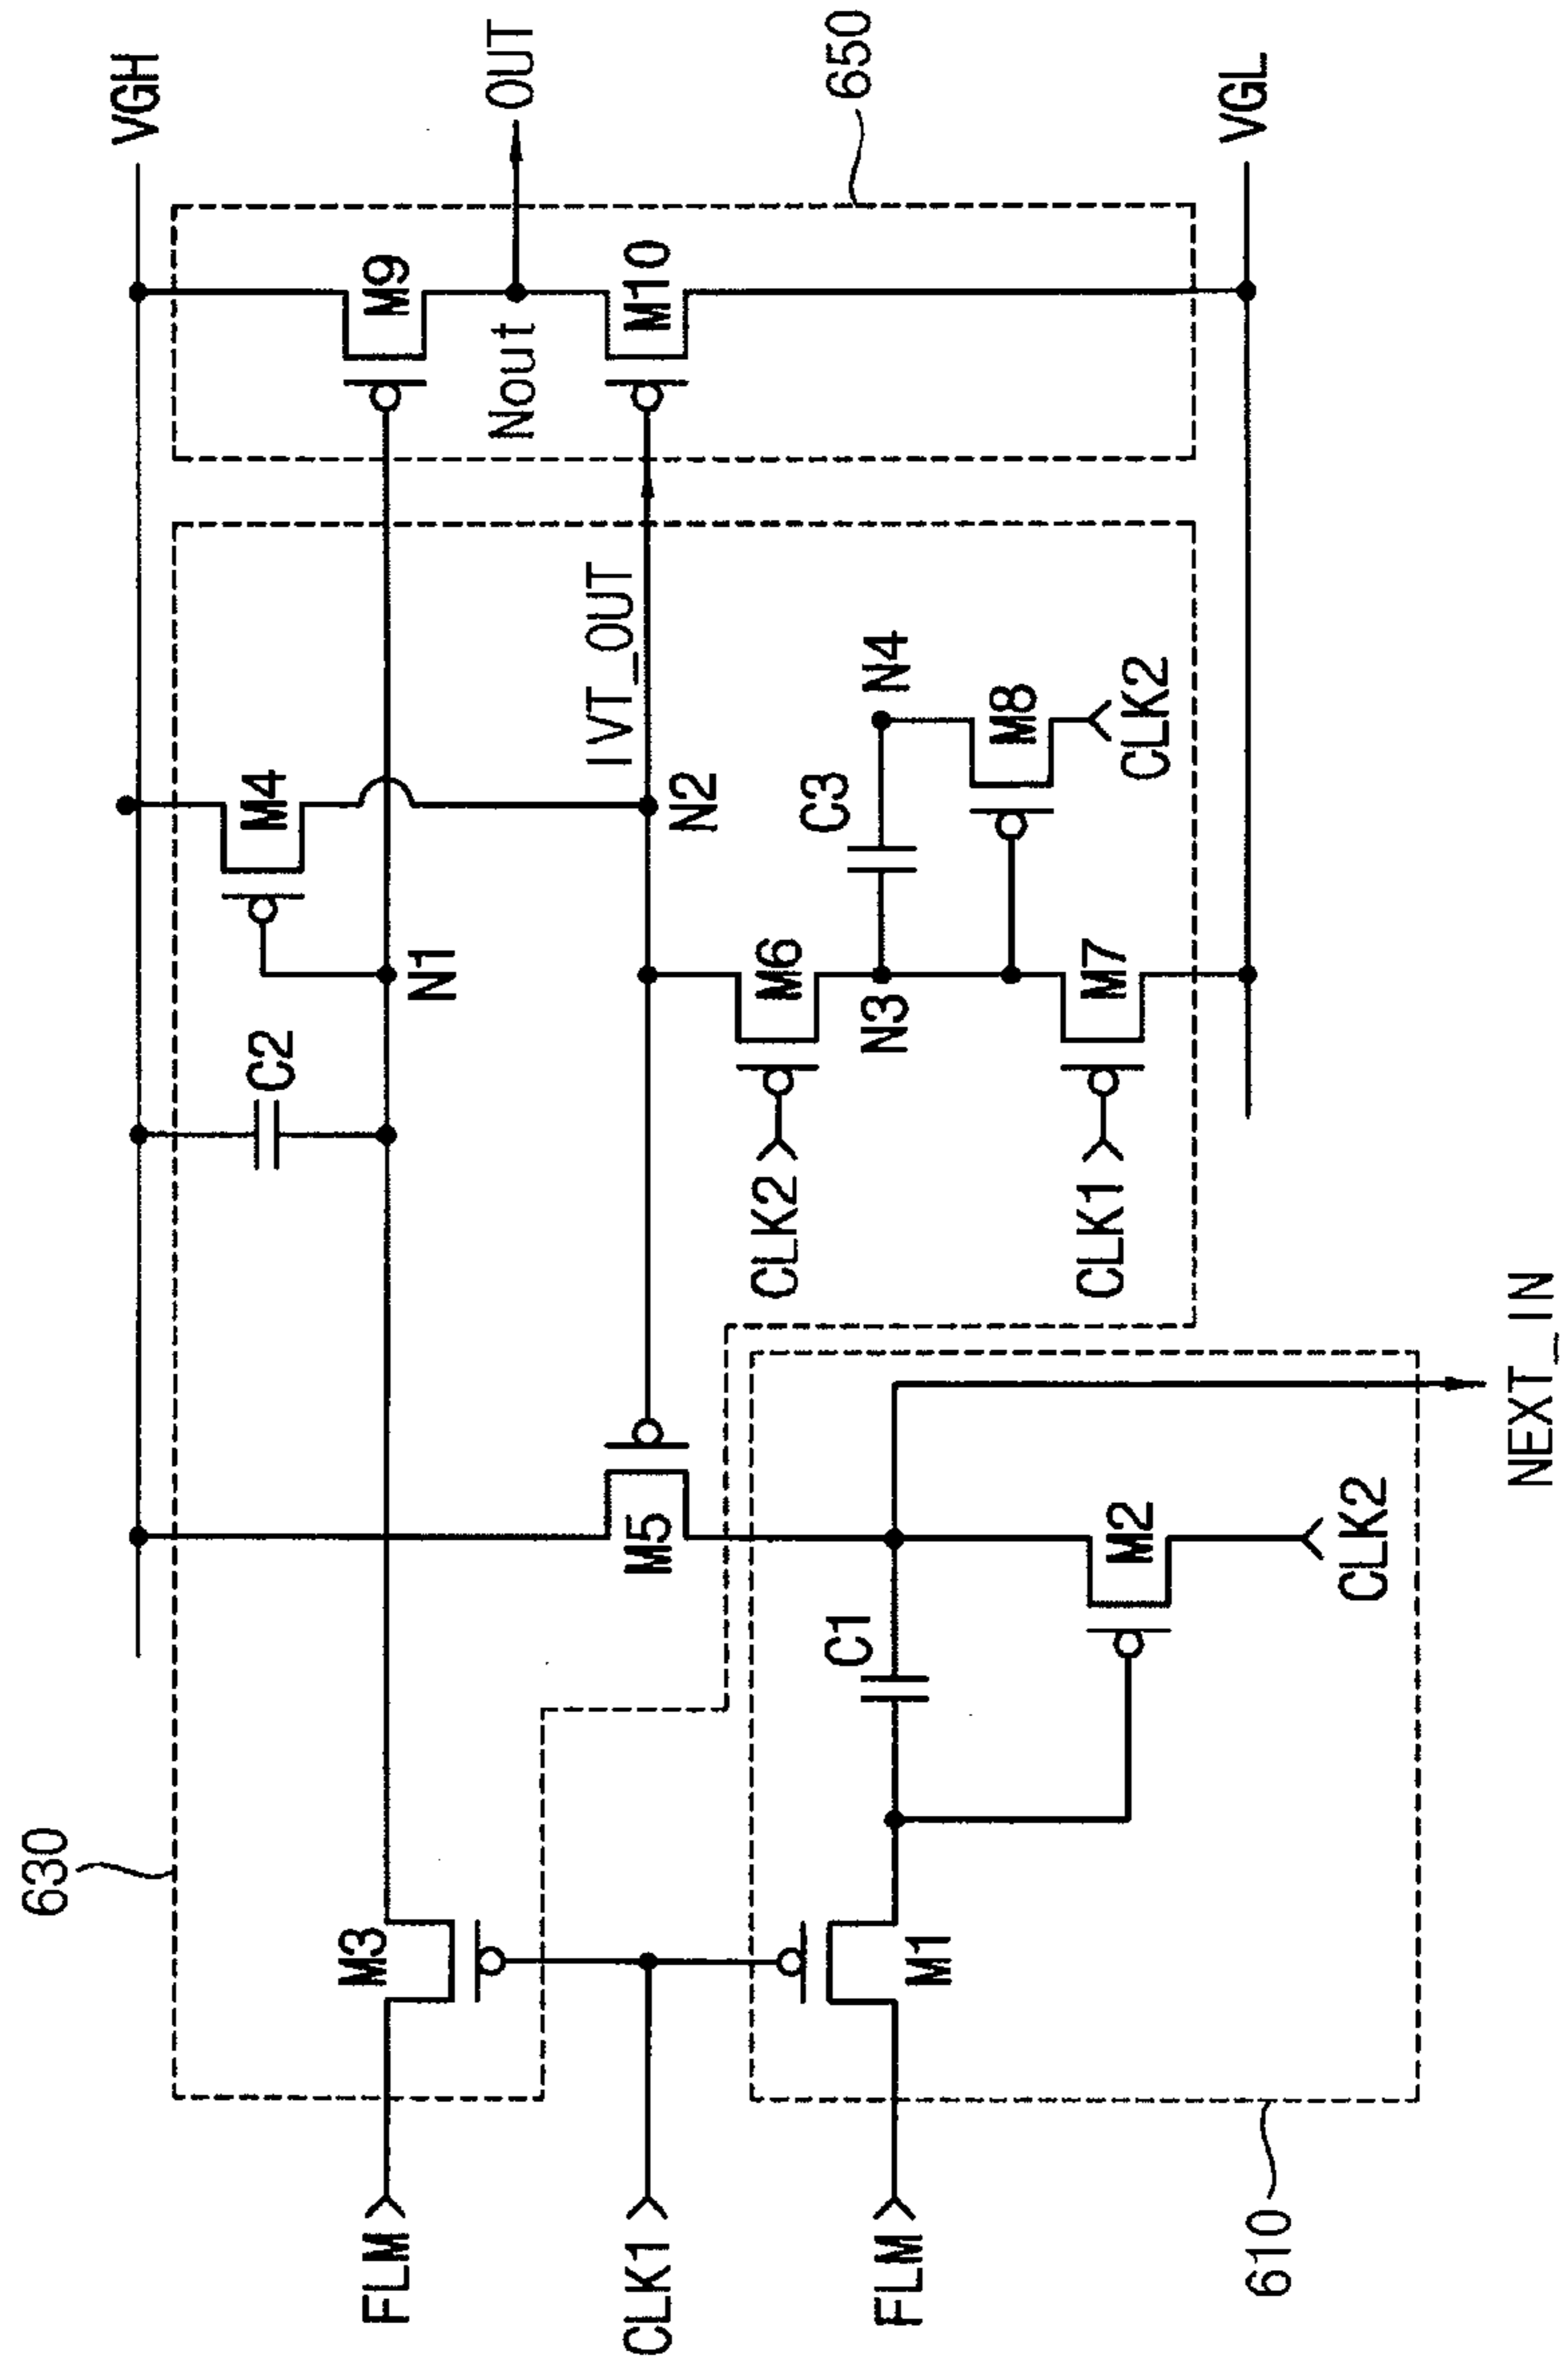 630
VGH
C2
M4
M3
FLM
N1
M9
OUT
Nout
IVT_OUT
M5
N2
M10
CLK1
CLK2
M6
C3
N4
N3
650
FLM
M1
C1
M8
CLK2
M7
CLK1
M2
CLK2
VGL
610
NEXT_IN